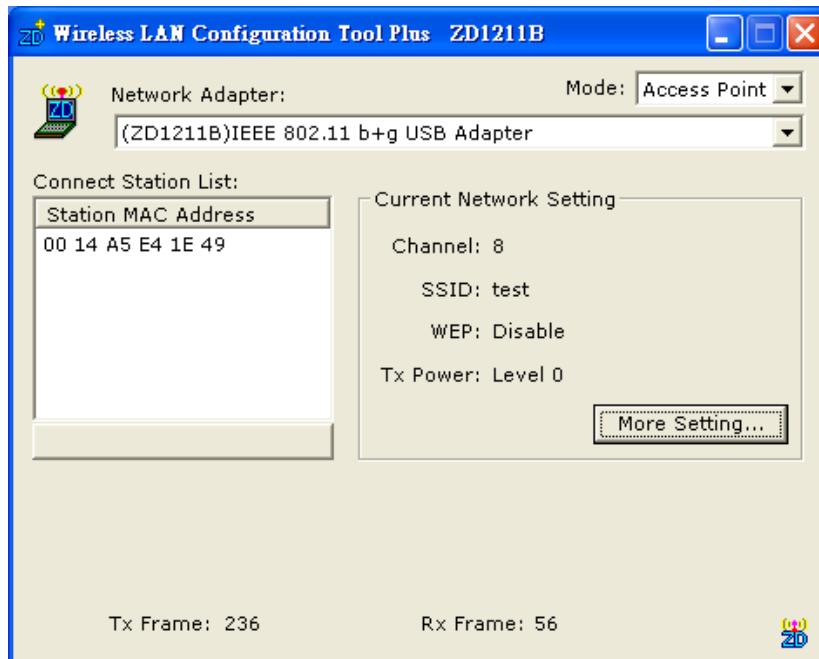 Wireless LAN Configuration Tool Plus ZD1211B
Mode: Access Point
Network Adapter:
(ZD1211B)IEEE 802.11 b+g USB Adapter
Connect Station List:
Station MAC Address
00 14 A5 E4 1E 49
Current Network Setting
Channel: 8
SSID: test
WEP: Disable
Tx Power: Level 0
More Setting...
Tx Frame: 236
Rx Frame: 56
ZD